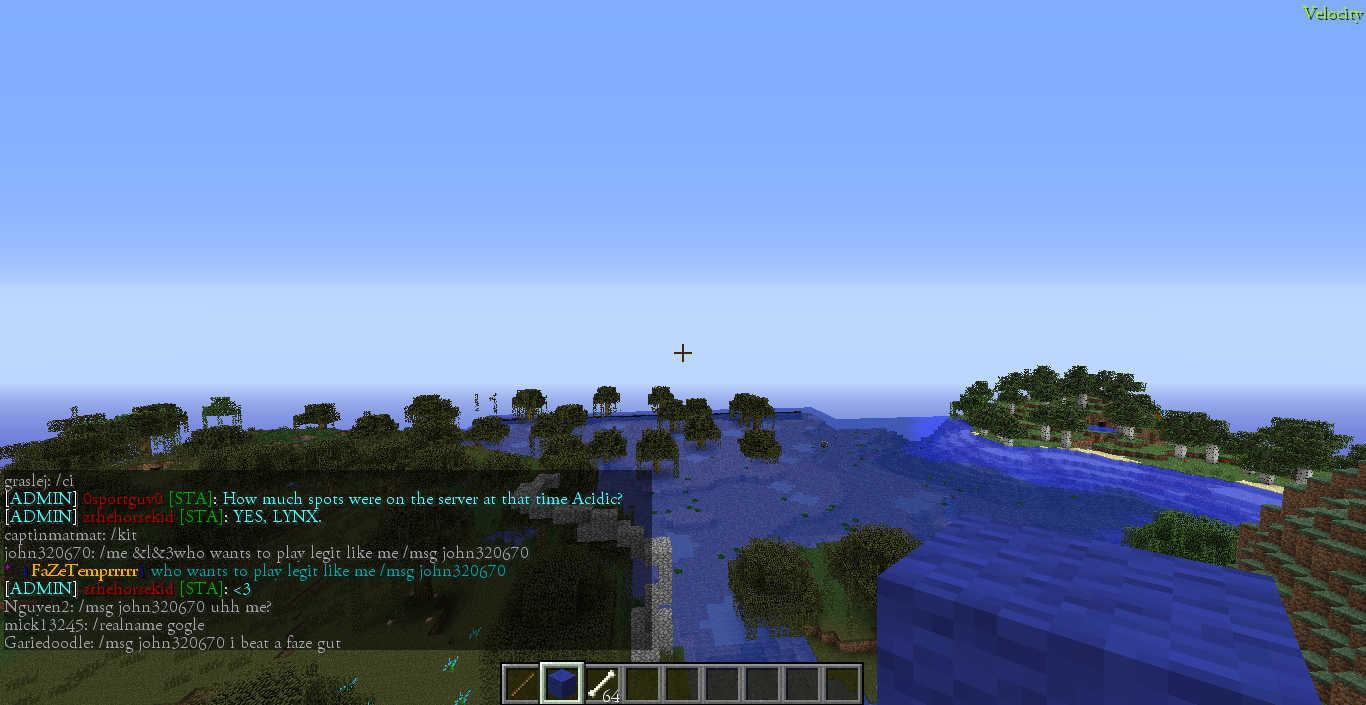 Velocity
graslej: /ci
[ADMIN] 0sportguy0 [STA]: How much spots were on the server at that time Acidic?
[ADMIN] zthehorsekid [STA]: YES, LYNX.
captinmatmat: /kit
john320670: /me &l&3who wants to play legit like me /msg john320670
* FaZeTemprrrrr who wants to play legit like me /msg john320670
[ADMIN] zthehorsekid [STA]: <3
Nguyen2: /msg john320670 uhh me?
mick13245: /realname gogle
Gariedoodle: /msg john320670 i beat a faze gut
64